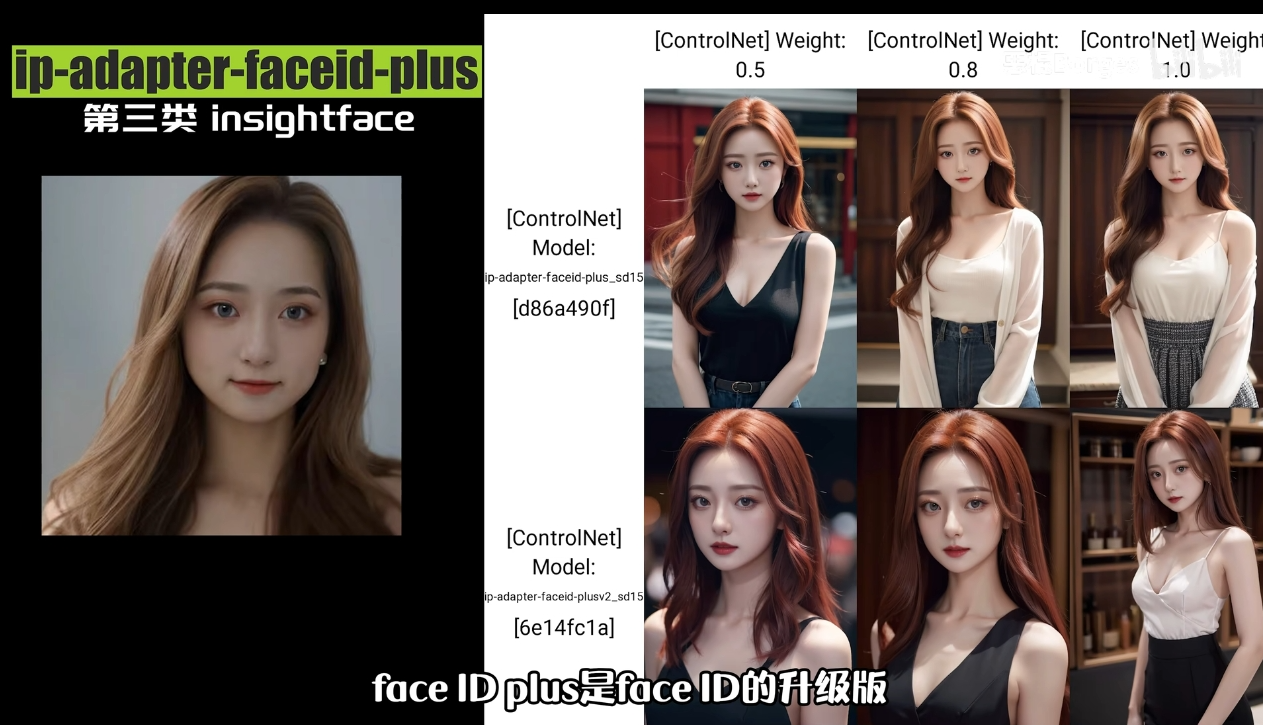 ip-adapter-faceid-plus
第三类 insightface
[ControlNet] Weight:
0.5
[ControlNet] Weight:
0.8
[ControlNet] Weight
1.0
[ControlNet]
Model:
ip-adapter-faceid-plus_sd15
[d86a490f]
[ControlNet]
Model:
ip-adapter-faceid-plusv2_sd15
[6e14fc1a]
face ID plus是face ID的升级版